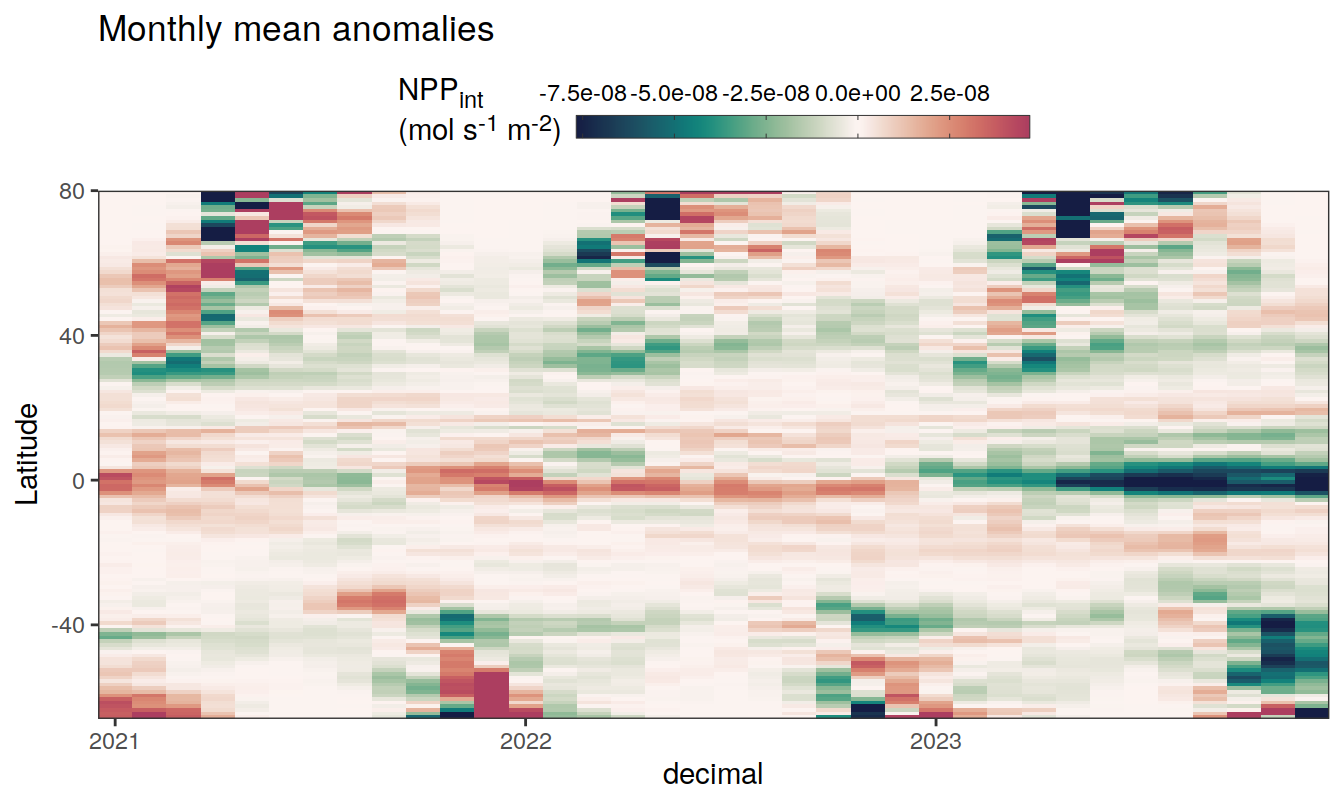 Monthly mean anomalies
NPPint -7.5e-08 -5.0e-08 -2.5e-08 0.0e+00 2.5e-08
(mol s-1 m-2)
80
40
0
-40
Latitude
2021 2022 2023
decimal